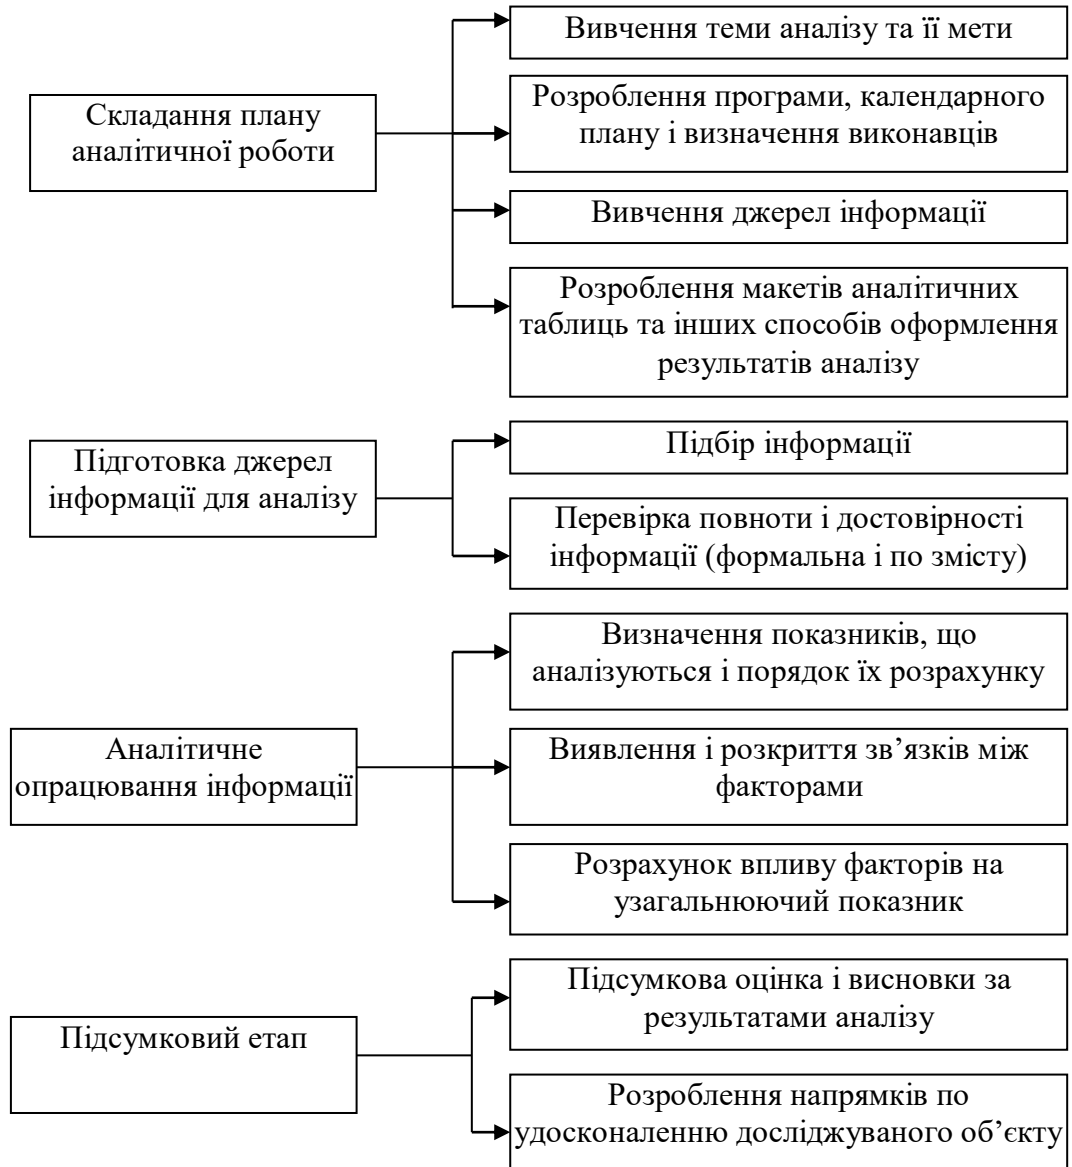 Складання плану
аналітичної роботи
Вивчення теми аналізу та її мети
Розроблення програми, календарного
плану і визначення виконавців
Вивчення джерел інформації
Розроблення макетів аналітичних
таблиць та інших способів оформлення
результатів аналізу
Підготовка джерел
інформації для аналізу
Підбір інформації
Перевірка повноти і достовірності
інформації (формальна і по змісту)
Аналітичне
опрацювання інформації
Визначення показників, що
аналізуються і порядок їх розрахунку
Виявлення і розкриття зв’язків між
факторами
Розрахунок впливу факторів на
узагальнюючий показник
Підсумковий етап
Підсумкова оцінка і висновки за
результатами аналізу
Розроблення напрямків по
удосконаленню досліджуваного об’єкту